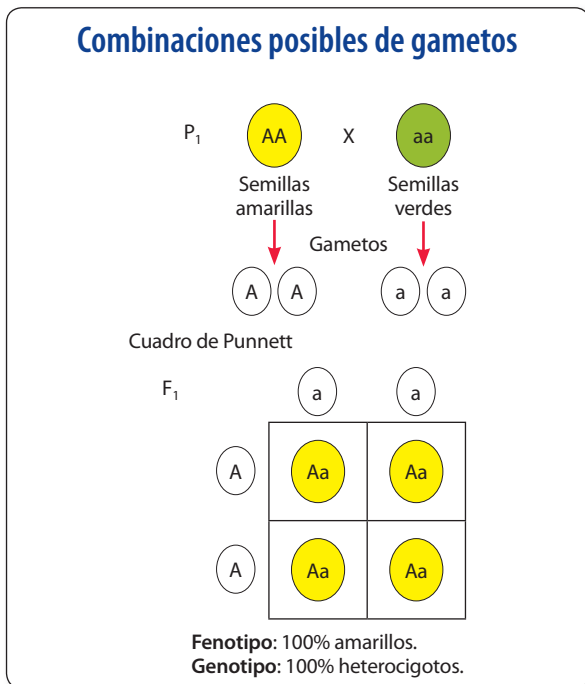 Combinaciones posibles de gametos
P₁ AA X aa
Semillas amarillas
Semillas verdes
Gametos
A A a a
Cuadro de Punnett
F₁ a a
A Aa Aa
A Aa Aa
Fenotipo: 100% amarillos.
Genotipo: 100% heterocigotos.